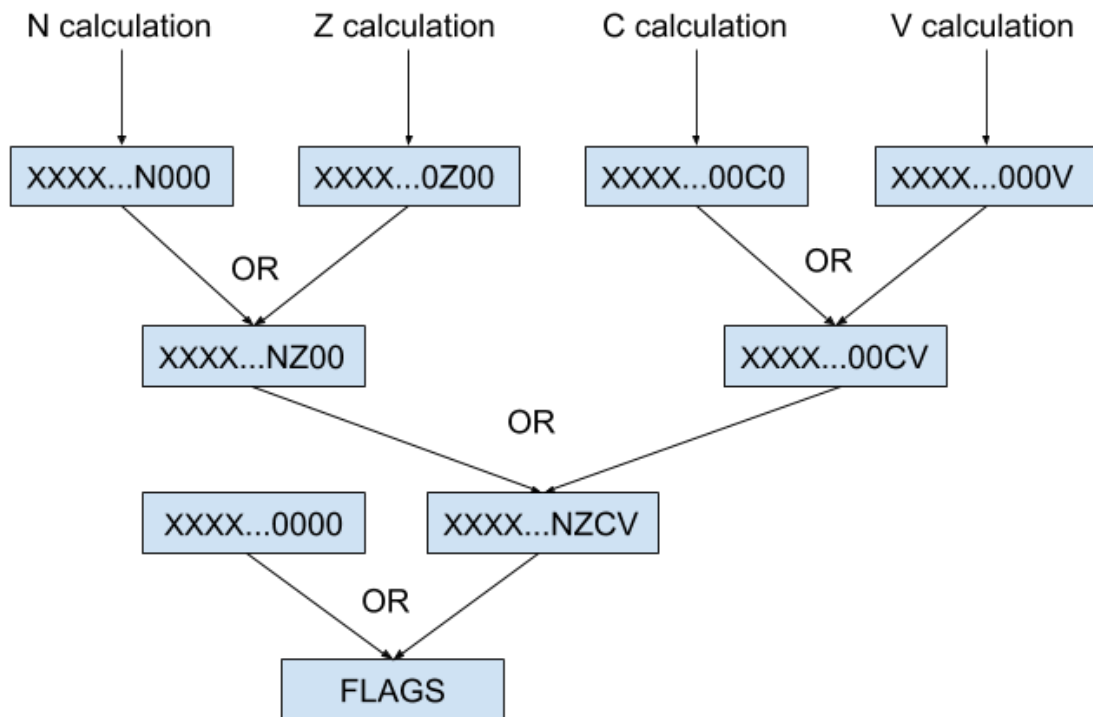 N calculation
Z calculation
C calculation
V calculation
XXXX...N000
XXXX...0Z00
XXXX...00C0
XXXX...000V
OR
OR
XXXX...NZ00
XXXX...00CV
OR
XXXX...0000
XXXX...NZCV
OR
FLAGS